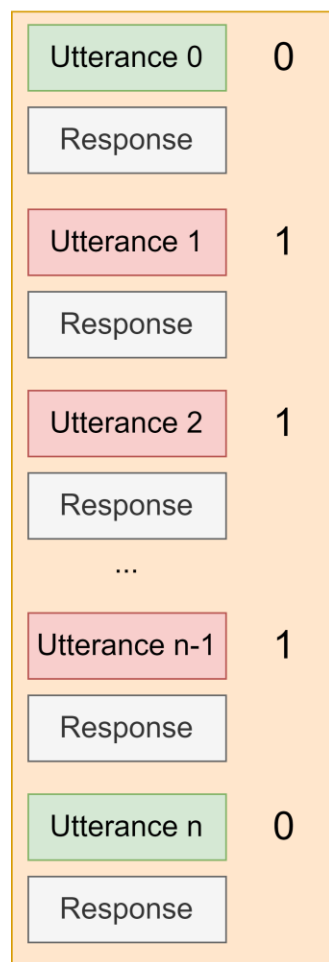 Utterance 0 0
Response
Utterance 1 1
Response
Utterance 2 1
Response
...
Utterance n-1 1
Response
Utterance n 0
Response